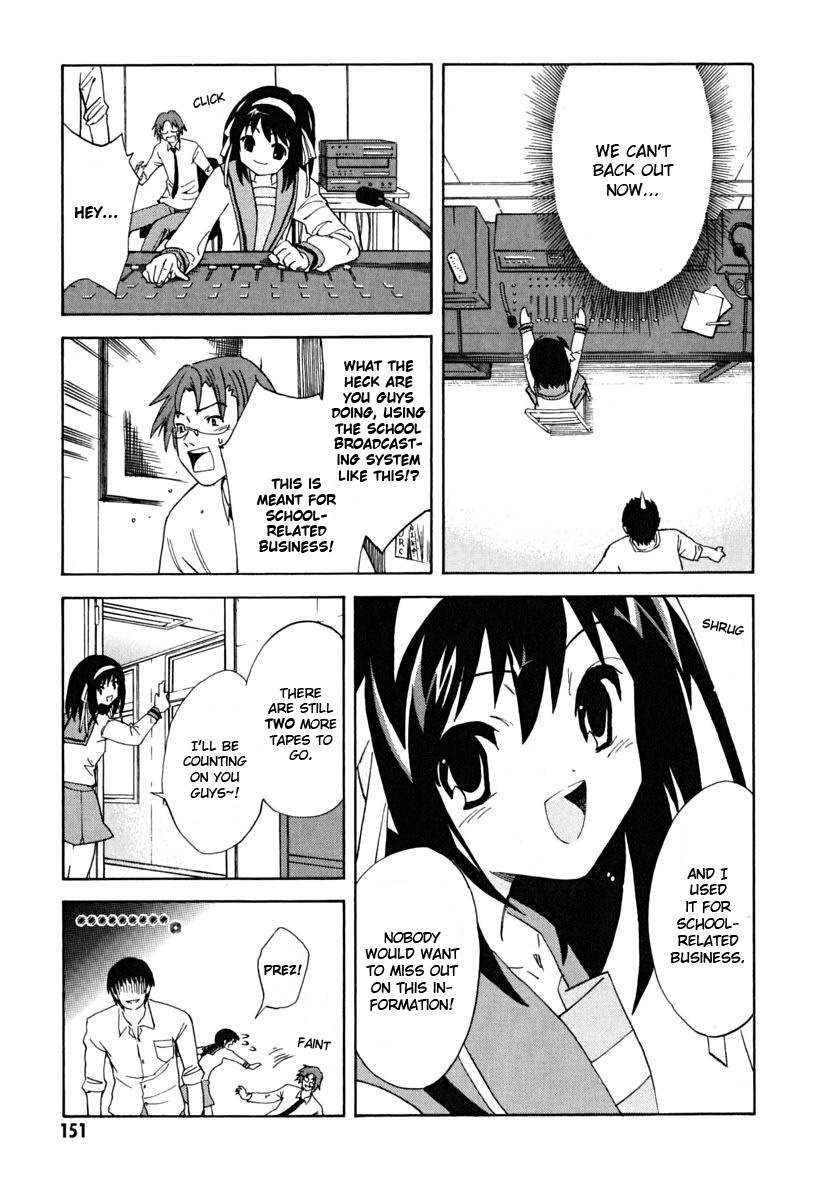 WE CAN'T
BACK OUT
NOW...
CLICK
HEY...
WHAT THE
HECK ARE
YOU GUYS
DOING, USING
THE SCHOOL
BROADCAST-
ING SYSTEM
LIKE THIS!?
THIS IS
MEANT FOR
SCHOOL-
RELATED
BUSINESS!
SHRUG
AND I
USED
IT FOR
SCHOOL-
RELATED
BUSINESS.
NOBODY
WOULD WANT
TO MISS OUT
ON THIS IN-
FORMATION!
THERE
ARE STILL
TWO MORE
TAPES TO
GO.
I'LL BE
COUNTING
ON YOU
GUYS~!
PREZ!
FAINT
151